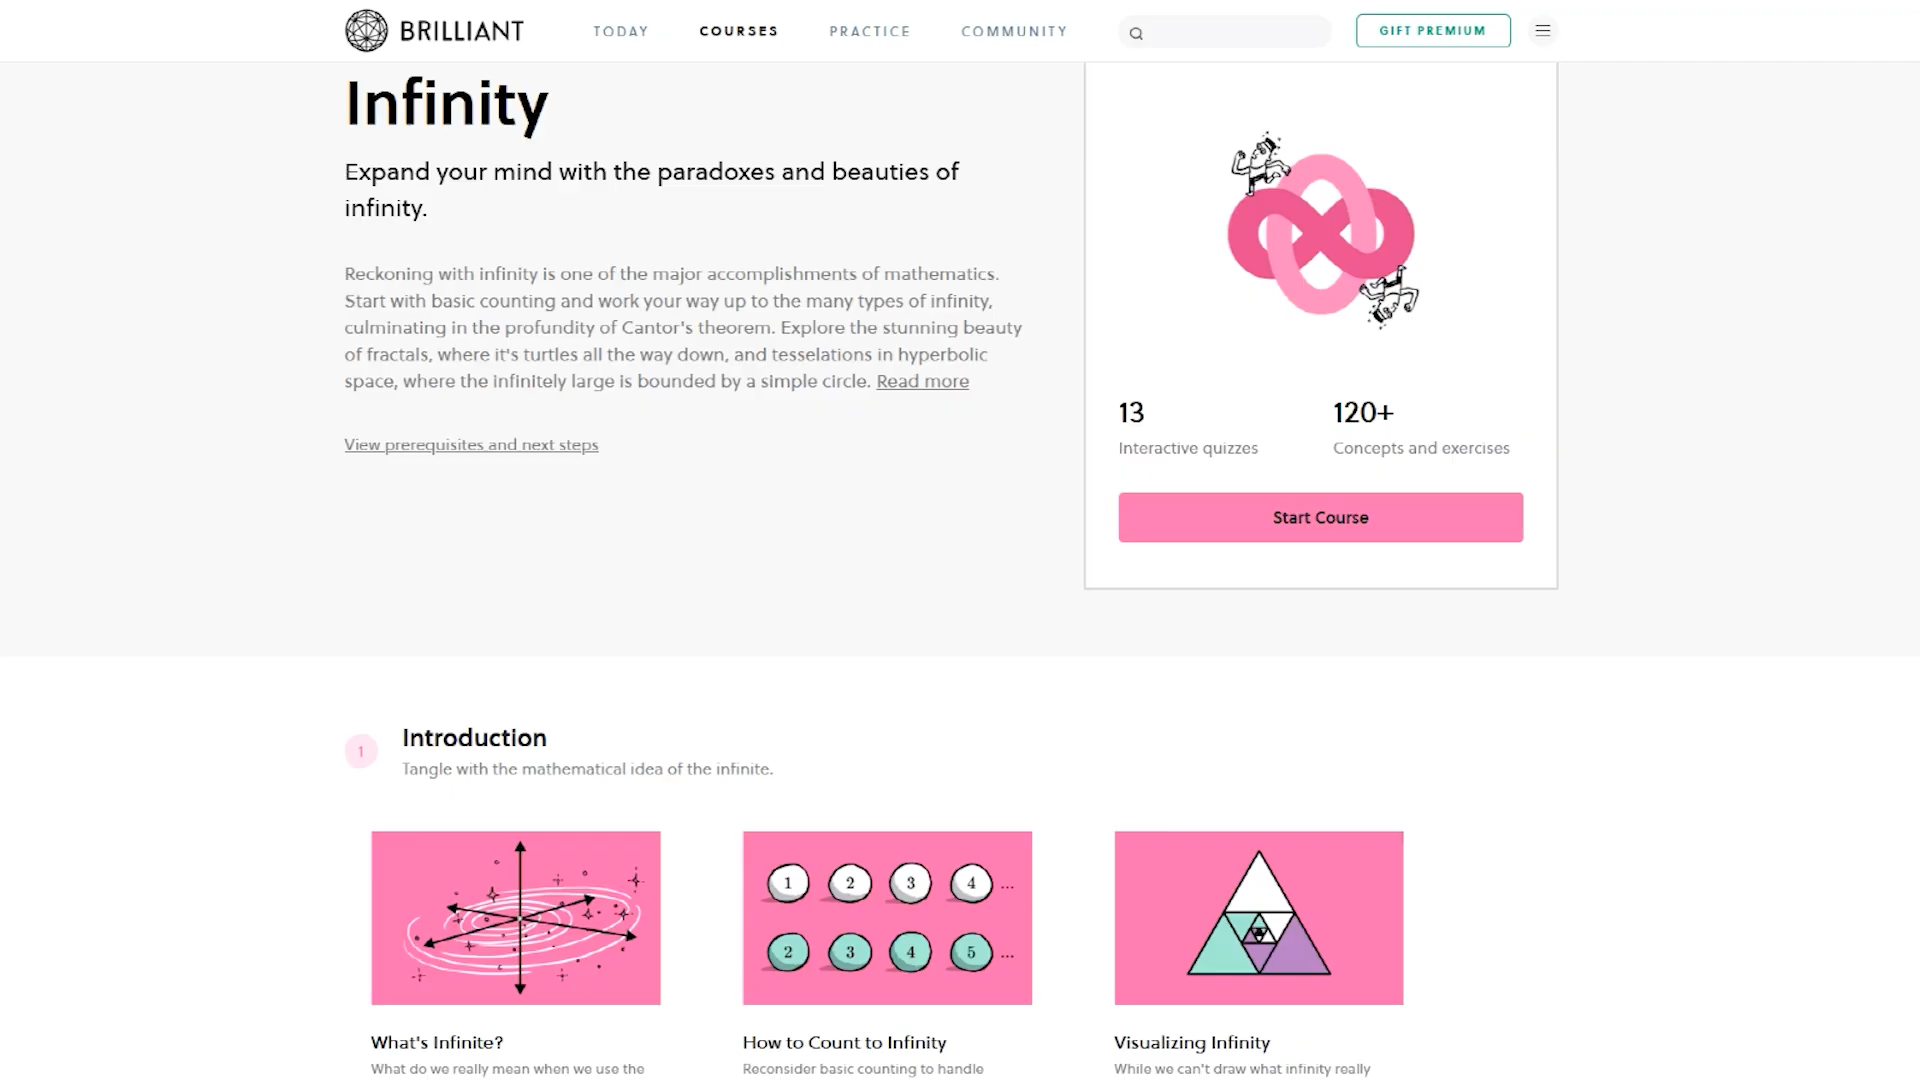 BRILLIANT
TODAY
COURSES
PRACTICE
COMMUNITY
GIFT PREMIUM
Infinity
Expand your mind with the paradoxes and beauties of
infinity.
Reckoning with infinity is one of the major accomplishments of mathematics.
Start with basic counting and work your way up to the many types of infinity,
culminating in the profundity of Cantor's theorem. Explore the stunning beauty
of fractals, where it's turtles all the way down, and tesselations in hyperbolic
space, where the infinitely large is bounded by a simple circle. Read more
View prerequisites and next steps
13
Interactive quizzes
120+
Concepts and exercises
Start Course
1
Introduction
Tangle with the mathematical idea of the infinite.
1 2 3 4 ...
2 3 4 5 ...
What's Infinite?
What do we really mean when we use the
How to Count to Infinity
Reconsider basic counting to handle
Visualizing Infinity
While we can't draw what infinity really